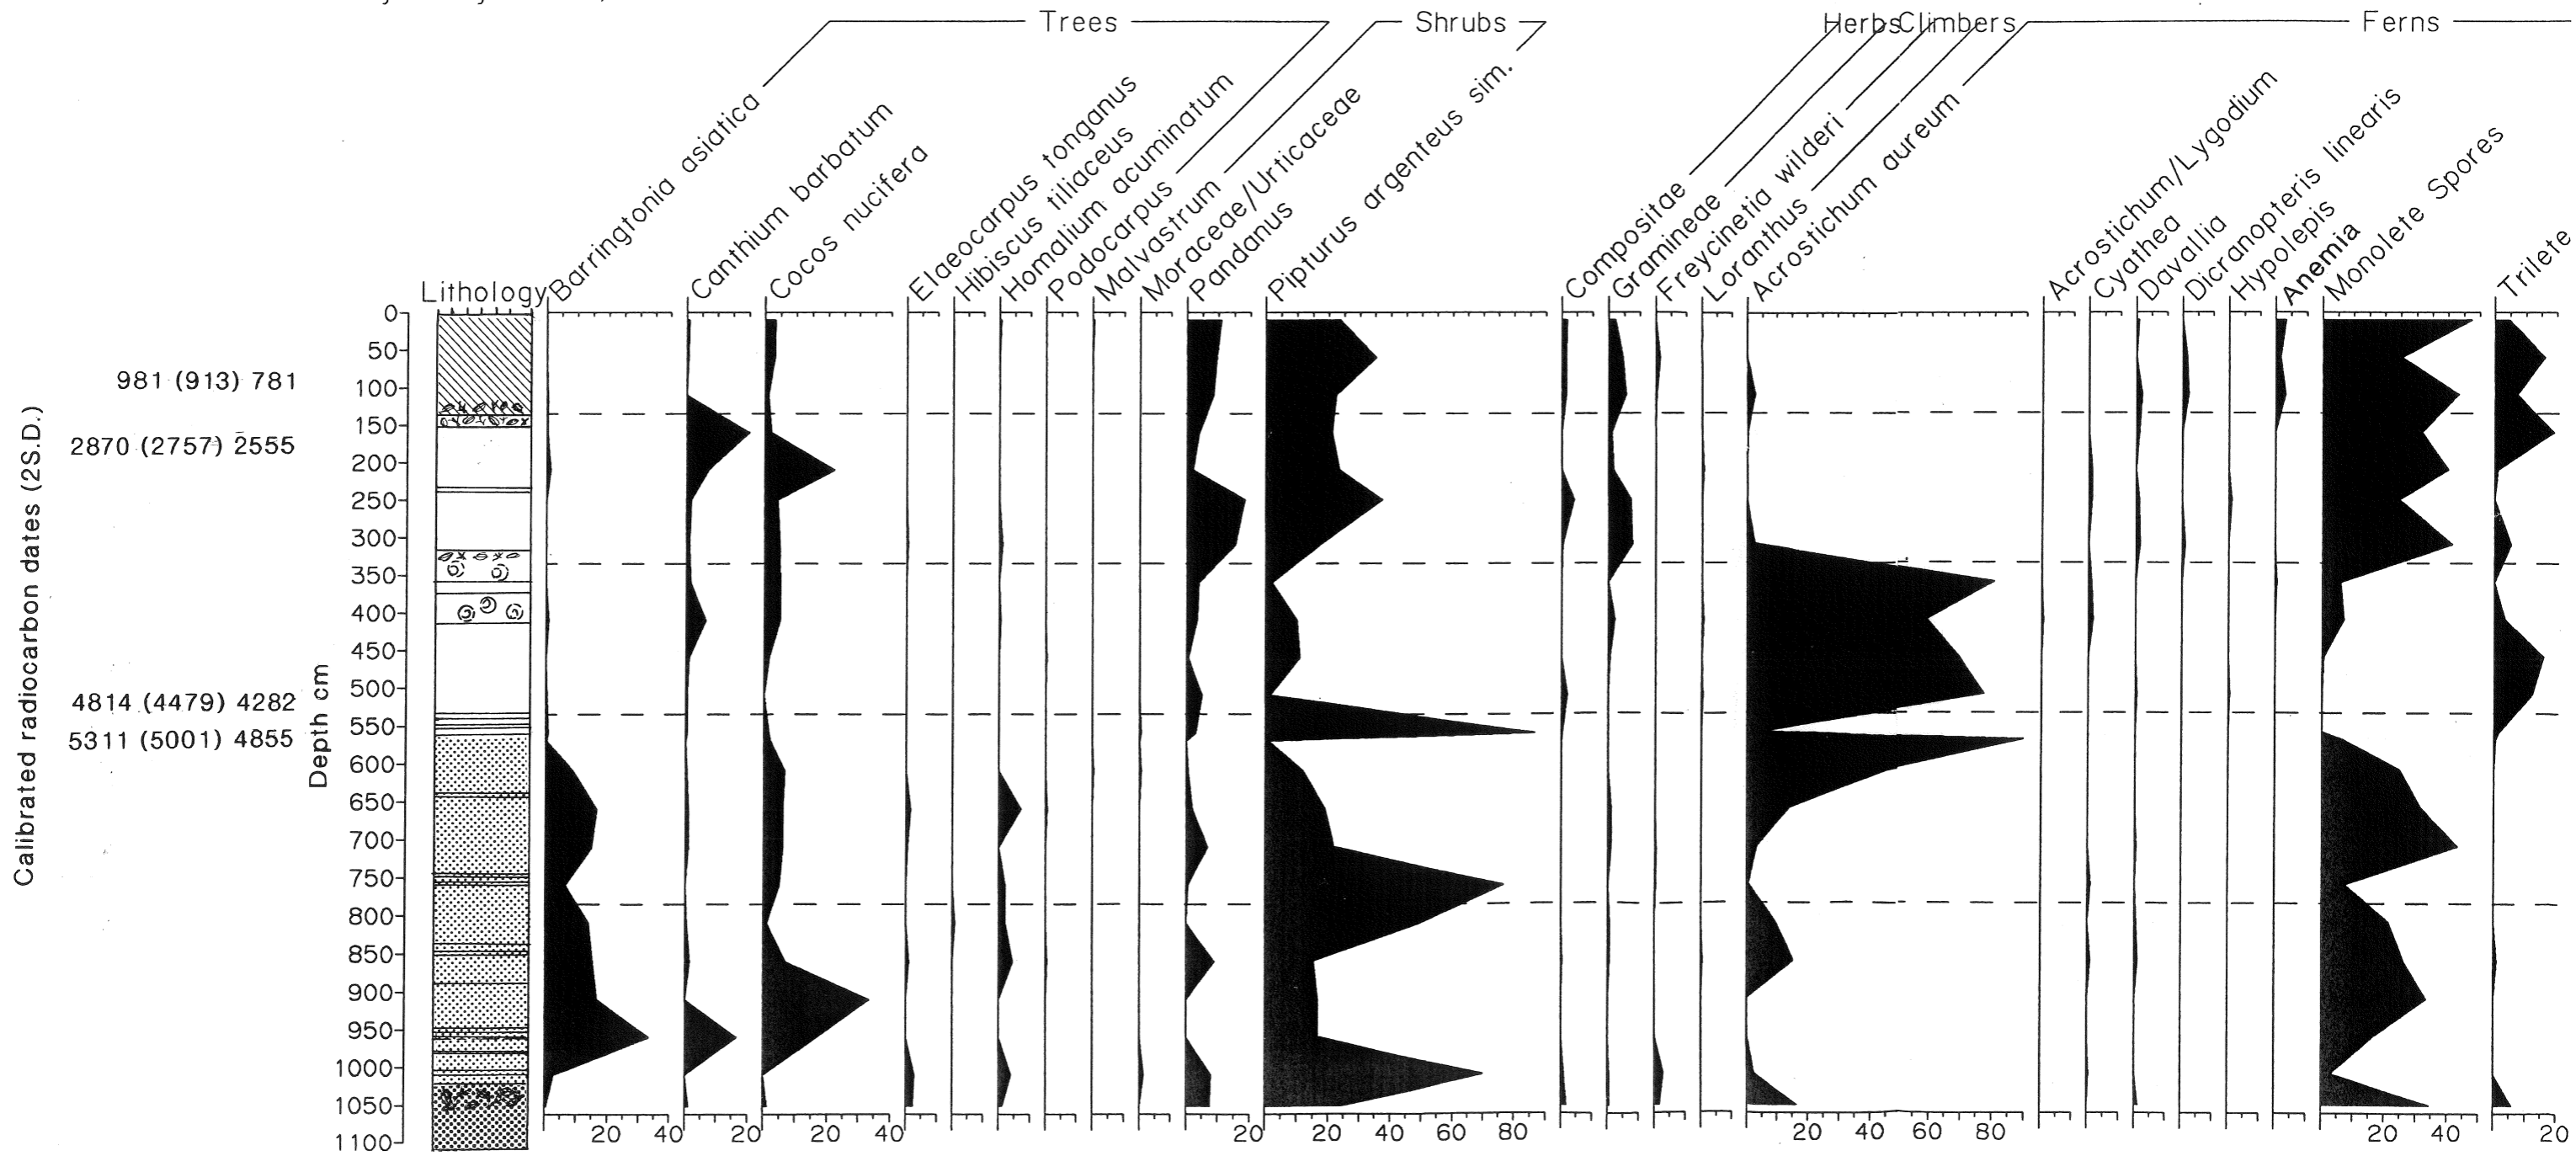 Trees
Shrubs
Herbs
Climbers
Ferns
Lithology
Barringtonia asiatica
Canthium barbatum
Cocos nucifera
Elaeocarpus tonganus
Hibiscus tiliaceus
Homalium acuminatum
Podocarpus
Malvastrum
Moraceae/Urticaceae
Pandanus
Pipturus argenteus sim.
Compositae
Gramineae
Freycinetia wilderi
Loranthus
Acrostichum aureum
Acrostichum/Lygodium
Cyathea
Davallia
Dicranopteris linearis
Hypolepis
Anemia
Monolete Spores
Trilete
Calibrated radiocarbon dates (2S.D.)
981 (913) 781
2870 (2757) 2555
4814 (4479) 4282
5311 (5001) 4855
Depth cm
0
50
100
150
200
250
300
350
400
450
500
550
600
650
700
750
800
850
900
950
1000
1050
1100
20 40
20
20 40
20
20 40 60 80
20 40 60 80
20 40
20